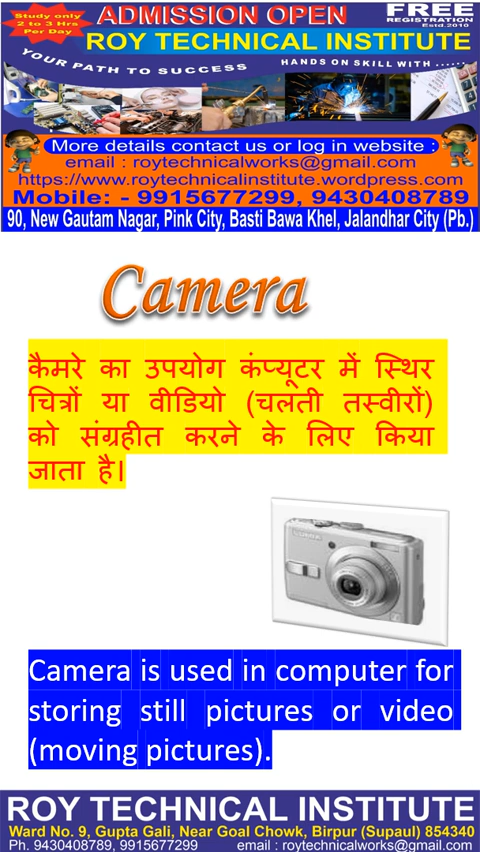 Study only
2 to 3 Hrs
Per Day
ADMISSION OPEN
FREE
REGISTRATION
Estd.2010
ROY TECHNICAL INSTITUTE
YOUR PATH TO SUCCESS
HANDS ON SKILL WITH ......
More details contact us or log in website :
email : roytechnicalworks@gmail.com
https://www.roytechnicalinstitute.wordpress.com
Mobile: - 9915677299, 9430408789
90, New Gautam Nagar, Pink City, Basti Bawa Khel, Jalandhar City (Pb.)
Camera
कैमरे का उपयोग कंप्यूटर में स्थिर
चित्रों या वीडियो (चलती तस्वीरों)
को संग्रहीत करने के लिए किया
जाता है।
Camera is used in computer for
storing still pictures or video
(moving pictures).
ROY TECHNICAL INSTITUTE
Ward No. 9, Gupta Gali, Near Goal Chowk, Birpur (Supaul) 854340
Ph. 9430408789, 9915677299 email : roytechnicalworks@gmail.com